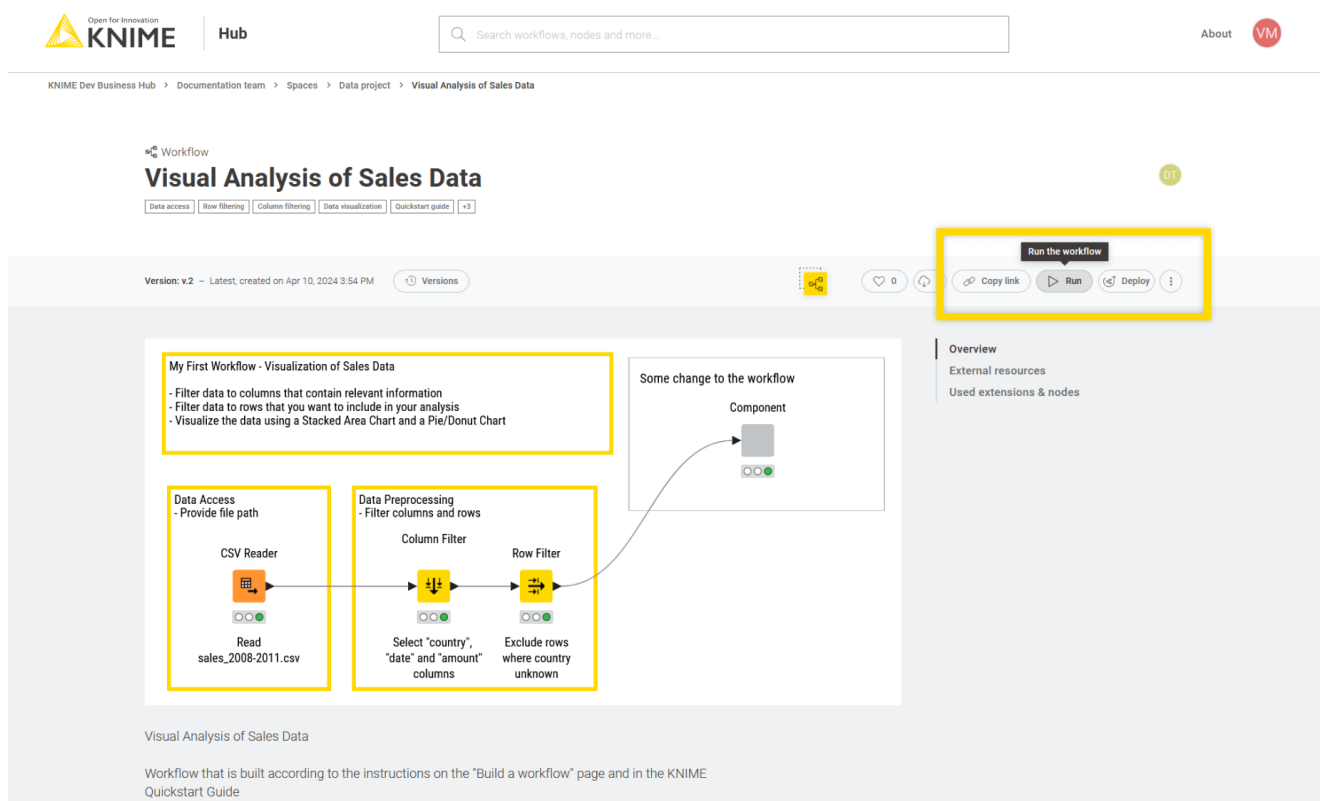 Open for Innovation
KNIME
Hub
Search workflows, nodes and more...
About
VM
KNIME Dev Business Hub > Documentation team > Spaces > Data project > Visual Analysis of Sales Data
Workflow
Visual Analysis of Sales Data
DT
Data access
Row filtering
Column filtering
Data visualization
Quickstart guide
+3
Run the workflow
Version: v.2 – Latest, created on Apr 10, 2024 3:54 PM
Versions
0
Copy link
Run
Deploy
My First Workflow - Visualization of Sales Data
- Filter data to columns that contain relevant information
- Filter data to rows that you want to include in your analysis
- Visualize the data using a Stacked Area Chart and a Pie/Donut Chart
Some change to the workflow
Component
Overview
External resources
Used extensions & nodes
Data Access
- Provide file path
CSV Reader
Read
sales_2008-2011.csv
Data Preprocessing
- Filter columns and rows
Column Filter
Select "country",
"date" and "amount"
columns
Row Filter
Exclude rows
where country
unknown
Visual Analysis of Sales Data
Workflow that is built according to the instructions on the "Build a workflow" page and in the KNIME
Quickstart Guide